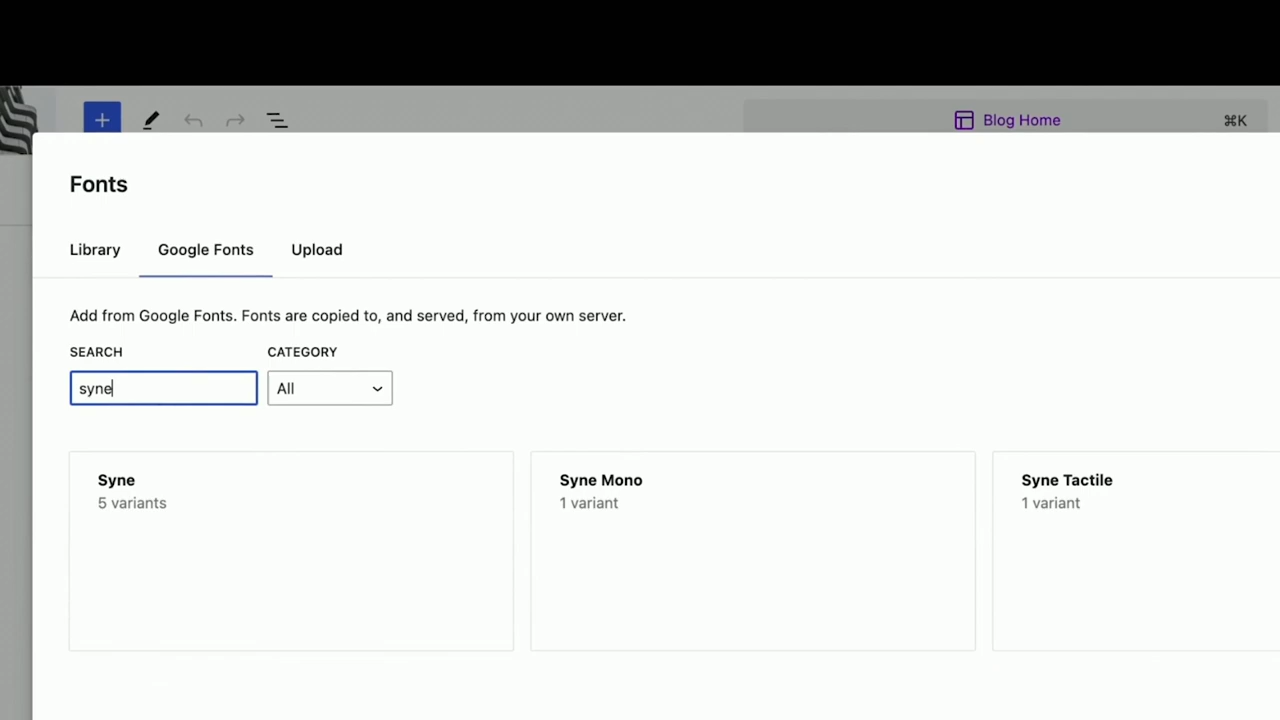 Blog Home ⌘K
Fonts
Library Google Fonts Upload
Add from Google Fonts. Fonts are copied to, and served, from your own server.
SEARCH CATEGORY
syne All
Syne Syne Mono Syne Tactile
5 variants 1 variant 1 variant